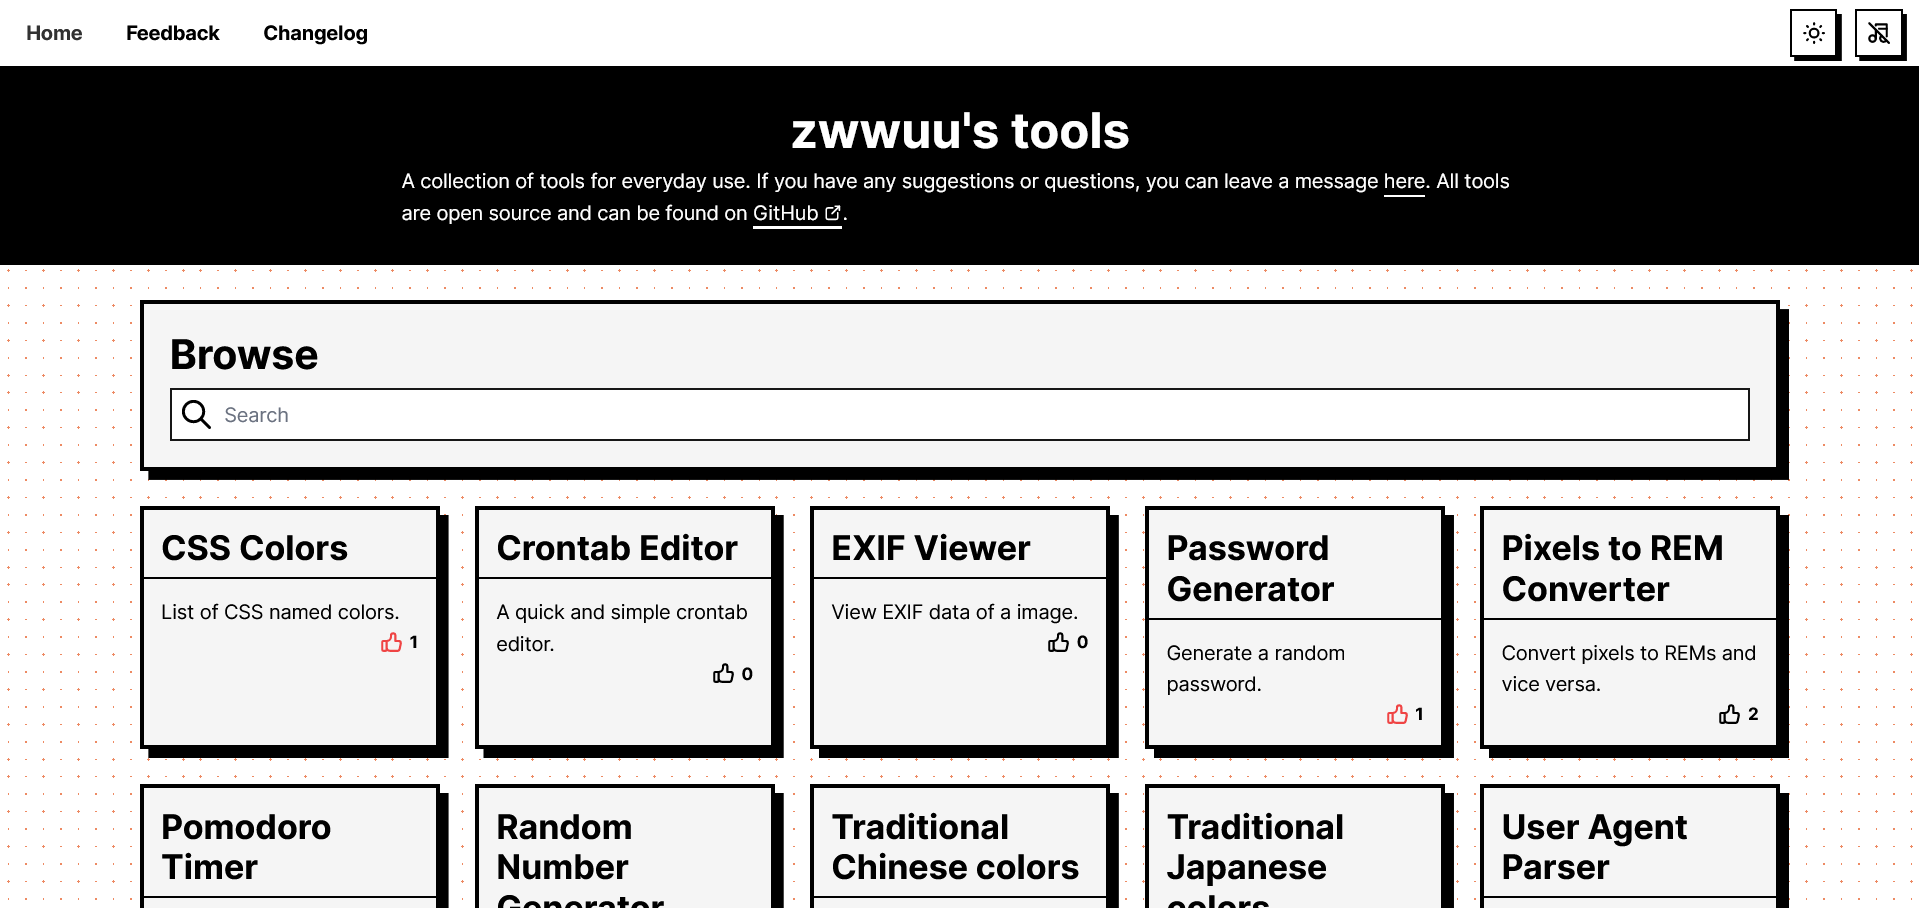 Home Feedback Changelog
zwwuu's tools
A collection of tools for everyday use. If you have any suggestions or questions, you can leave a message here. All tools
are open source and can be found on GitHub.
Browse
Search
CSS Colors
List of CSS named colors.
1
Crontab Editor
A quick and simple crontab
editor.
0
EXIF Viewer
View EXIF data of a image.
0
Password
Generator
Generate a random
password.
1
Pixels to REM
Converter
Convert pixels to REMs and
vice versa.
2
Pomodoro
Timer
Random
Number
Generator
Traditional
Chinese colors
Traditional
Japanese
colors
User Agent
Parser